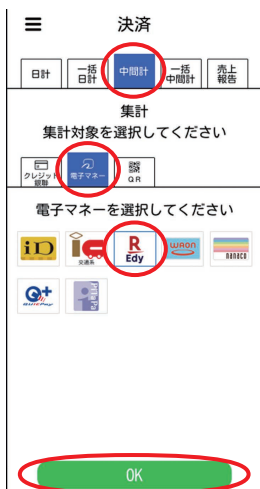 決済
日計
一括
日計
中間計
一括
中間計
売上
報告
集計
集計対象を選択してください
クレジット
銀聯
電子マネー
QR
電子マネーを選択してください
iD
交通系
R
Edy
WAON
nanaco
QUICPay
PiTaPa
OK